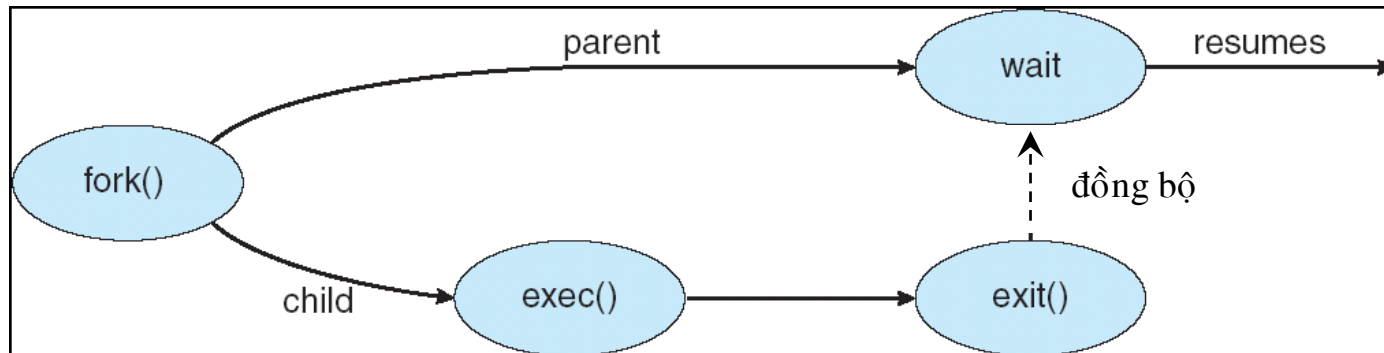 parent
wait
resumes
fork()
đồng bộ
child
exec()
exit()